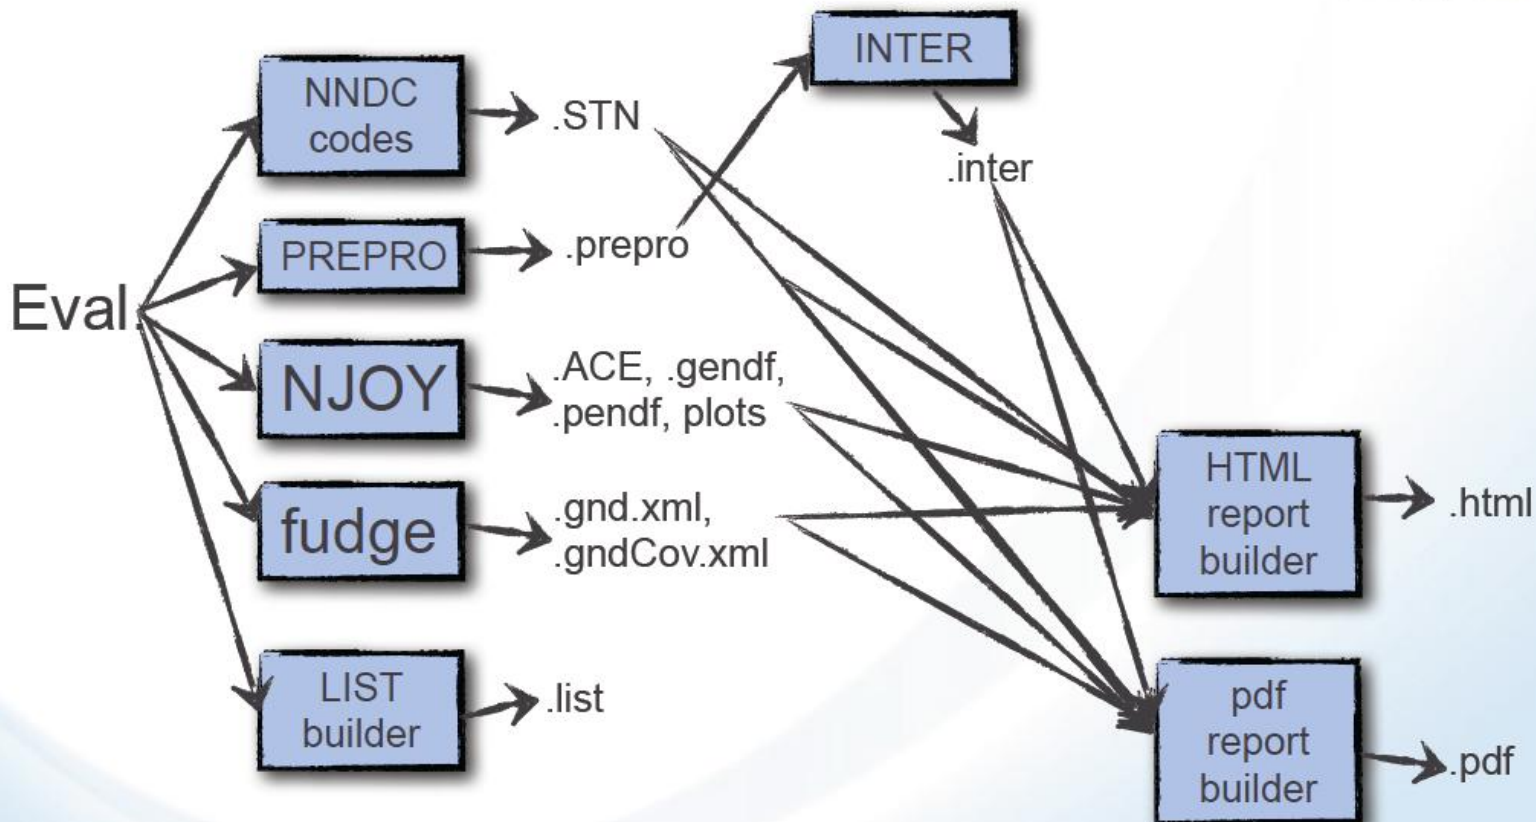 Eval.
NNDC
codes
.STN
PREPRO
.prepro
NJOY
.ACE, .gendf,
.pendf, plots
fudge
.gnd.xml,
.gndCov.xml
LIST
builder
.list
INTER
.inter
HTML
report
builder
.html
pdf
report
builder
.pdf